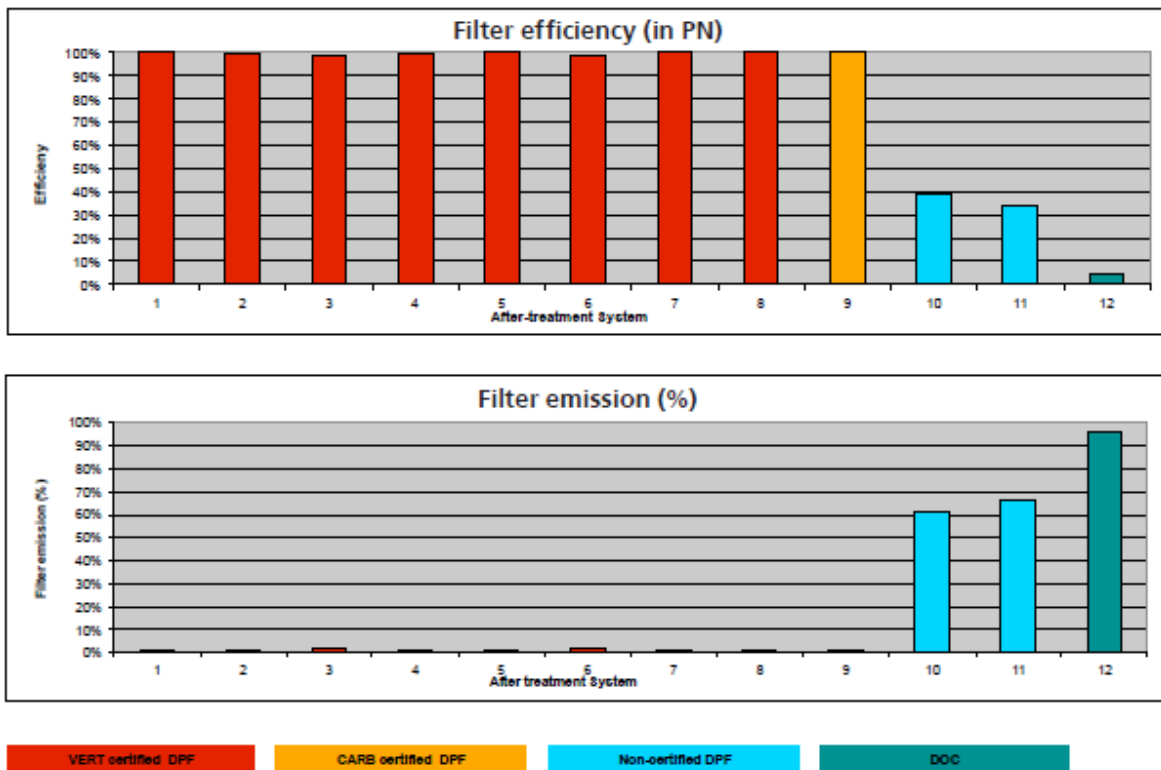 Filter efficiency (in PN)
100%
90%
80%
70%
60%
50%
40%
30%
20%
10%
0%
Efficieny
1 2 3 4 5 6 7 8 9 10 11 12
After-treatment System
Filter emission (%)
100%
90%
80%
70%
60%
50%
40%
30%
20%
10%
0%
Filter emission (%)
1 2 3 4 5 6 7 8 9 10 11 12
After treatment System
VERT certified DPF CARB certified DPF Non-certified DPF DOC